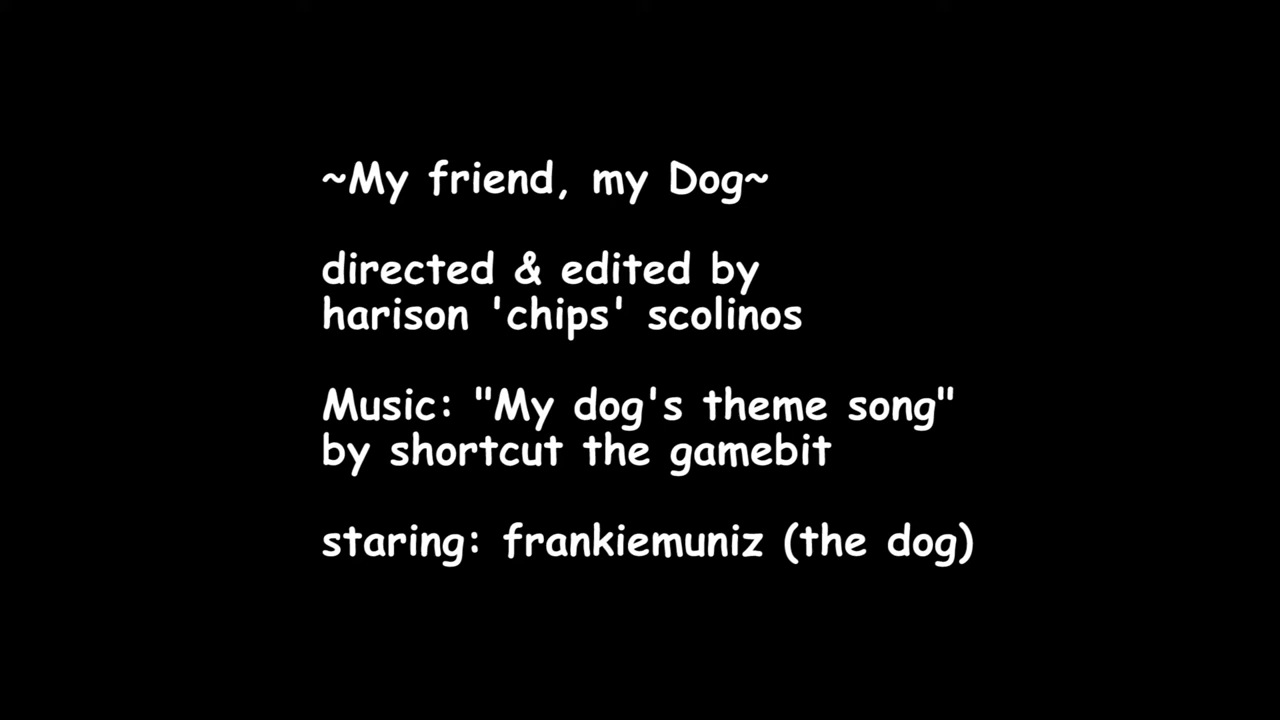 ~My friend, my Dog~
directed & edited by
harison 'chips' scolinos
Music: "My dog's theme song"
by shortcut the gamebit
staring: frankiemuniz (the dog)